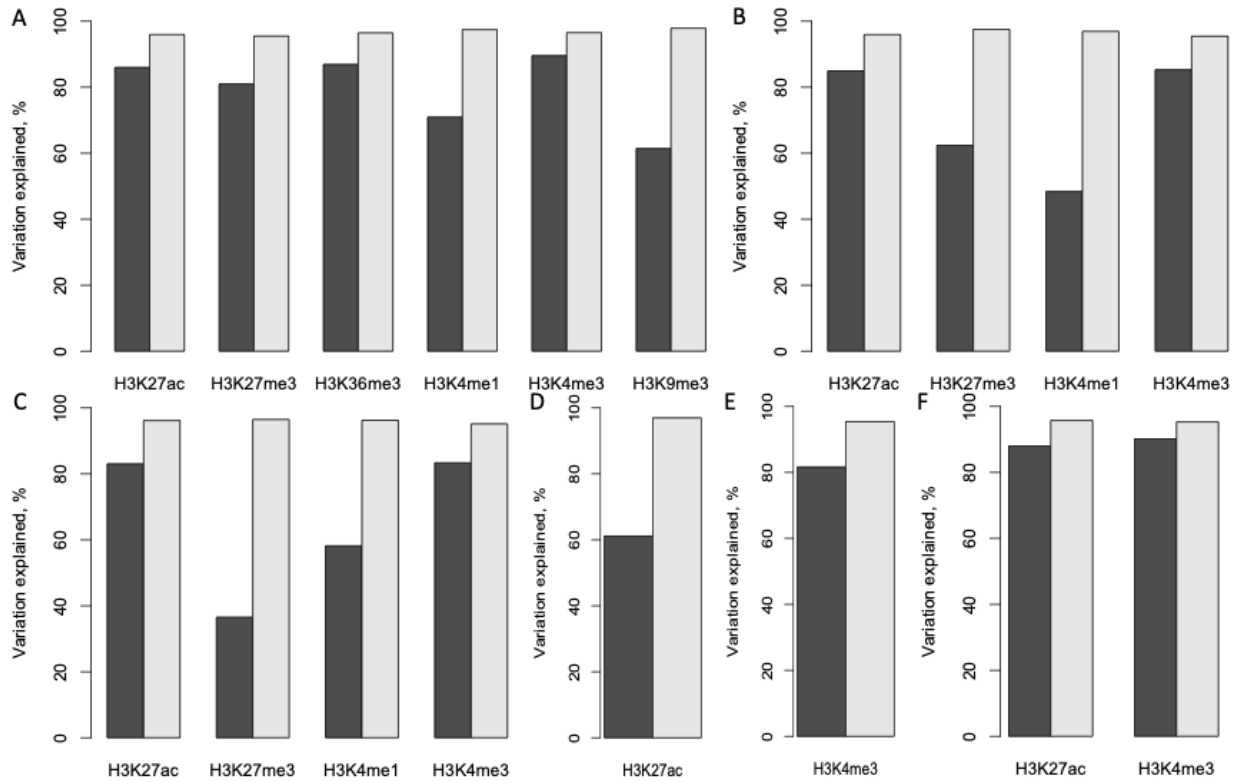 A
Variation explained, %
100
80
60
40
20
0
H3K27ac H3K27me3 H3K36me3 H3K4me1 H3K4me3 H3K9me3
B
Variation explained, %
100
80
60
40
20
0
H3K27ac H3K27me3 H3K4me1 H3K4me3
C
Variation explained, %
100
80
60
40
20
0
H3K27ac H3K27me3 H3K4me1 H3K4me3
D
Variation explained, %
100
80
60
40
20
0
H3K27ac
E
Variation explained, %
100
80
60
40
20
0
H3K4me3
F
Variation explained, %
100
80
60
40
20
0
H3K27ac H3K4me3